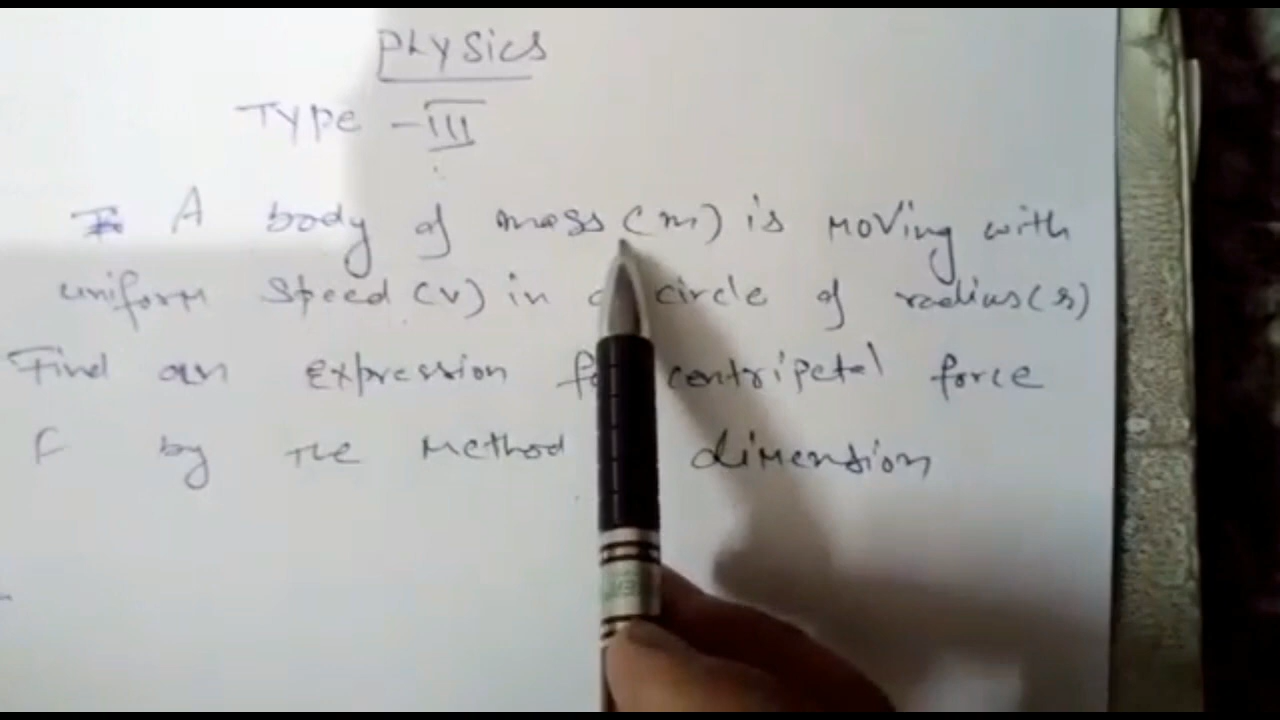 Physics
Type - III
A body of mass (m) is moving with
uniform speed (v) in circle of radius (r)
Find an expression centripetal force
F by the method dimension